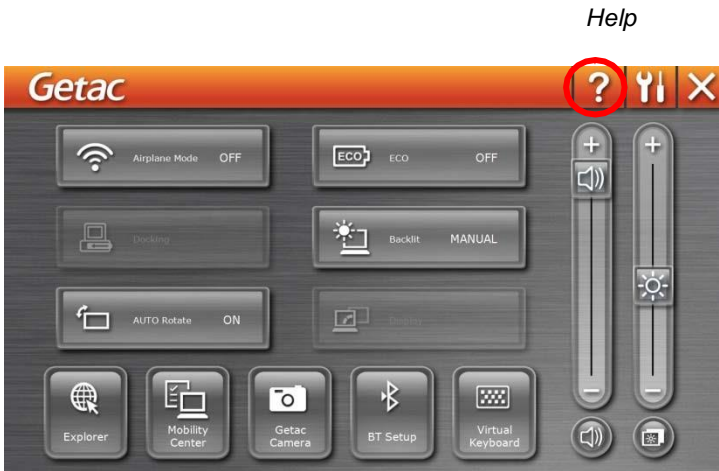 Help
Getac ?
Airplane Mode OFF
ECO ECO OFF
Docking
Backlit MANUAL
AUTO Rotate ON
Explorer
Mobility
Center
Getac
Camera
BT Setup
Virtual
Keyboard